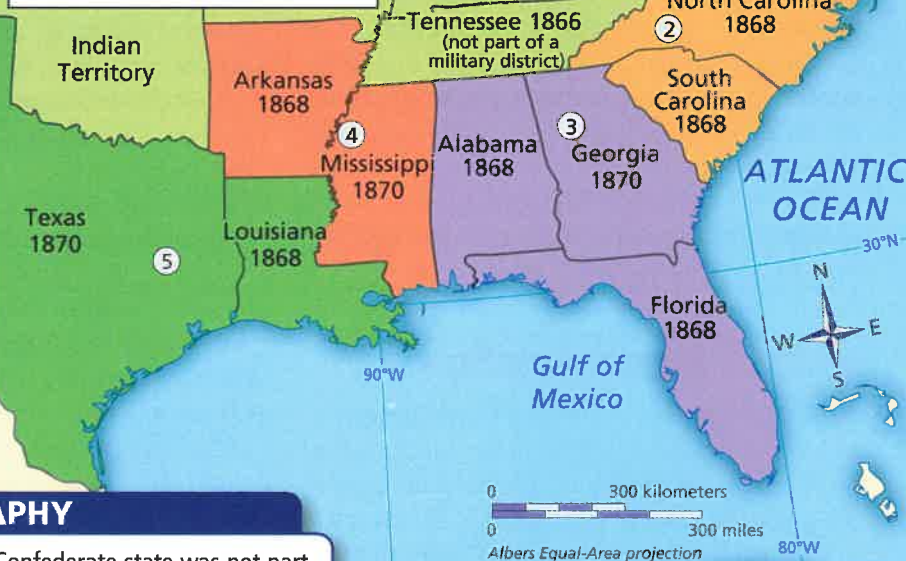 North Carolina
1868
2
Tennessee 1866
(not part of a
military district)
Indian
Territory
Arkansas
1868
South
Carolina
1868
4
Mississippi
1870
Alabama
1868
3
Georgia
1870
ATLANTIC
OCEAN
30°N
Texas
1870
5
Louisiana
1868
Florida
1868
N
W
E
S
90°W
Gulf of
Mexico
0 300 kilometers
0 300 miles
Albers Equal-Area projection
80°W
APHY
Confederate state was not part